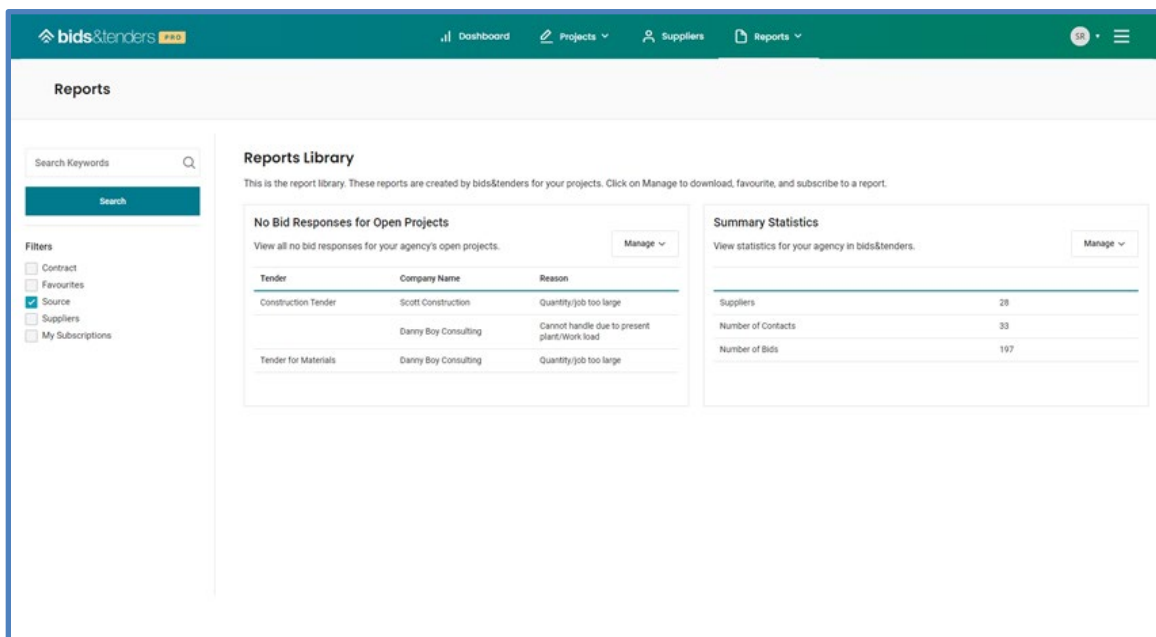 bids&tenders PRO
Dashboard Projects Suppliers Reports SR
Reports
Search Keywords
Search
Filters
Contract
Favourites
Source
Suppliers
My Subscriptions
Reports Library
This is the report library. These reports are created by bids&tenders for your projects. Click on Manage to download, favourite, and subscribe to a report.
No Bid Responses for Open Projects
View all no bid responses for your agency's open projects.
Manage
Tender Company Name Reason
Construction Tender Scott Construction Quantity/job too large
Danny Boy Consulting Cannot handle due to present
plant/Work load
Tender for Materials Danny Boy Consulting Quantity/job too large
Summary Statistics
View statistics for your agency in bids&tenders.
Manage
Suppliers 28
Number of Contacts 33
Number of Bids 197